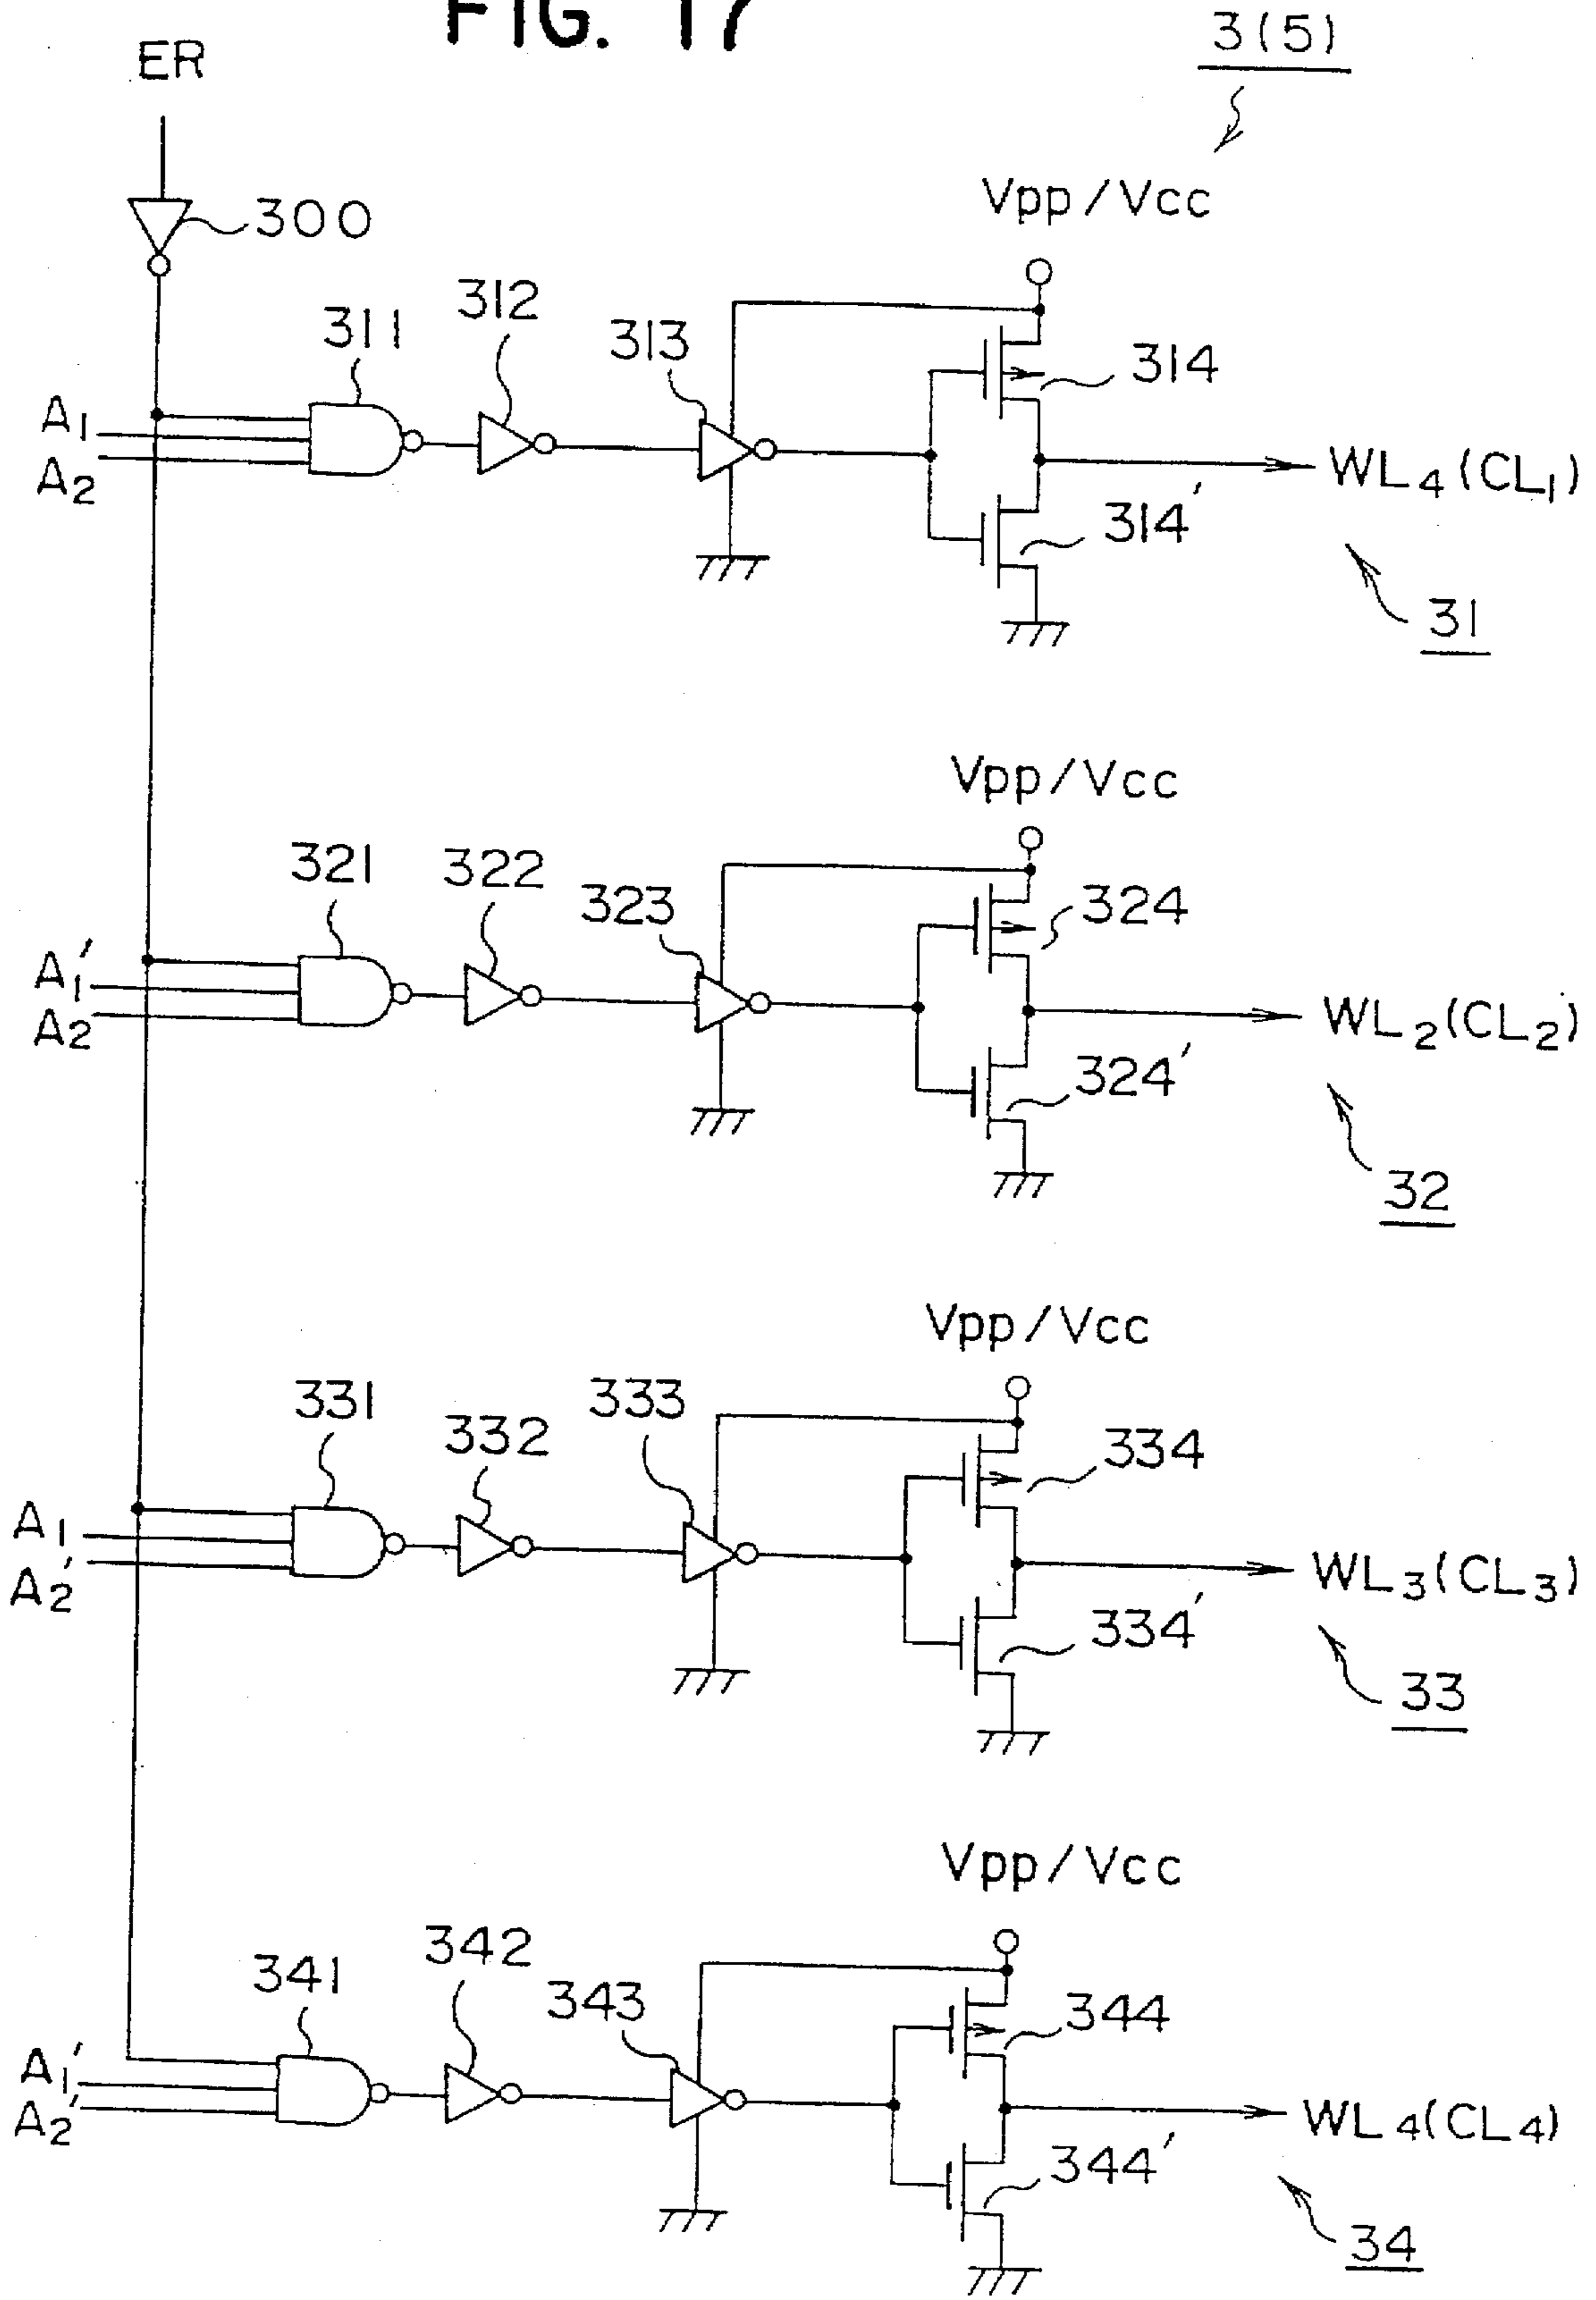 FIG. 17
3(5)
ER
Vpp/Vcc
300
312
311
313
314
A1
A2
WL4(CL1)
314'
31
Vpp/Vcc
321
322
323
324
A1'
A2
WL2(CL2)
324'
32
Vpp/Vcc
331
332
333
334
A1
A2'
WL3(CL3)
334'
33
Vpp/Vcc
341
342
343
344
A1'
A2'
WL4(CL4)
344'
34